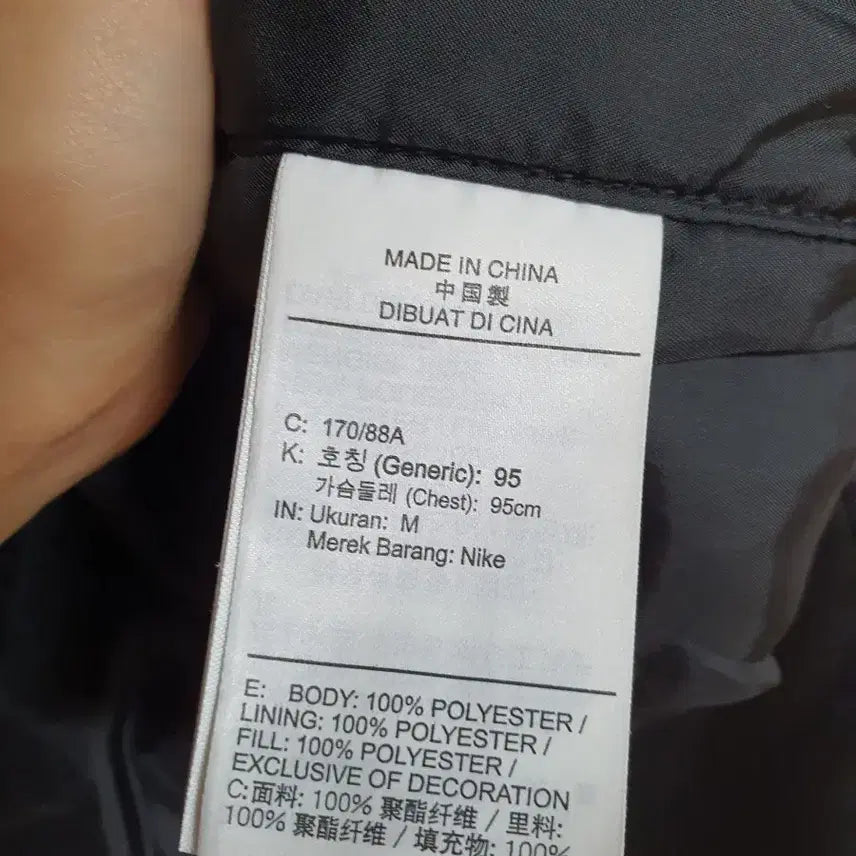 MADE IN CHINA
中国製
DIBUAT DI CINA
C: 170/88A
K: 호칭 (Generic): 95
가슴둘레 (Chest): 95cm
IN: Ukuran: M
Merek Barang: Nike
E: BODY: 100% POLYESTER /
LINING: 100% POLYESTER /
FILL: 100% POLYESTER /
EXCLUSIVE OF DECORATION
C:面料: 100% 聚酯纤维 / 里料:
100% 聚酯纤维 / 填充物: 100%